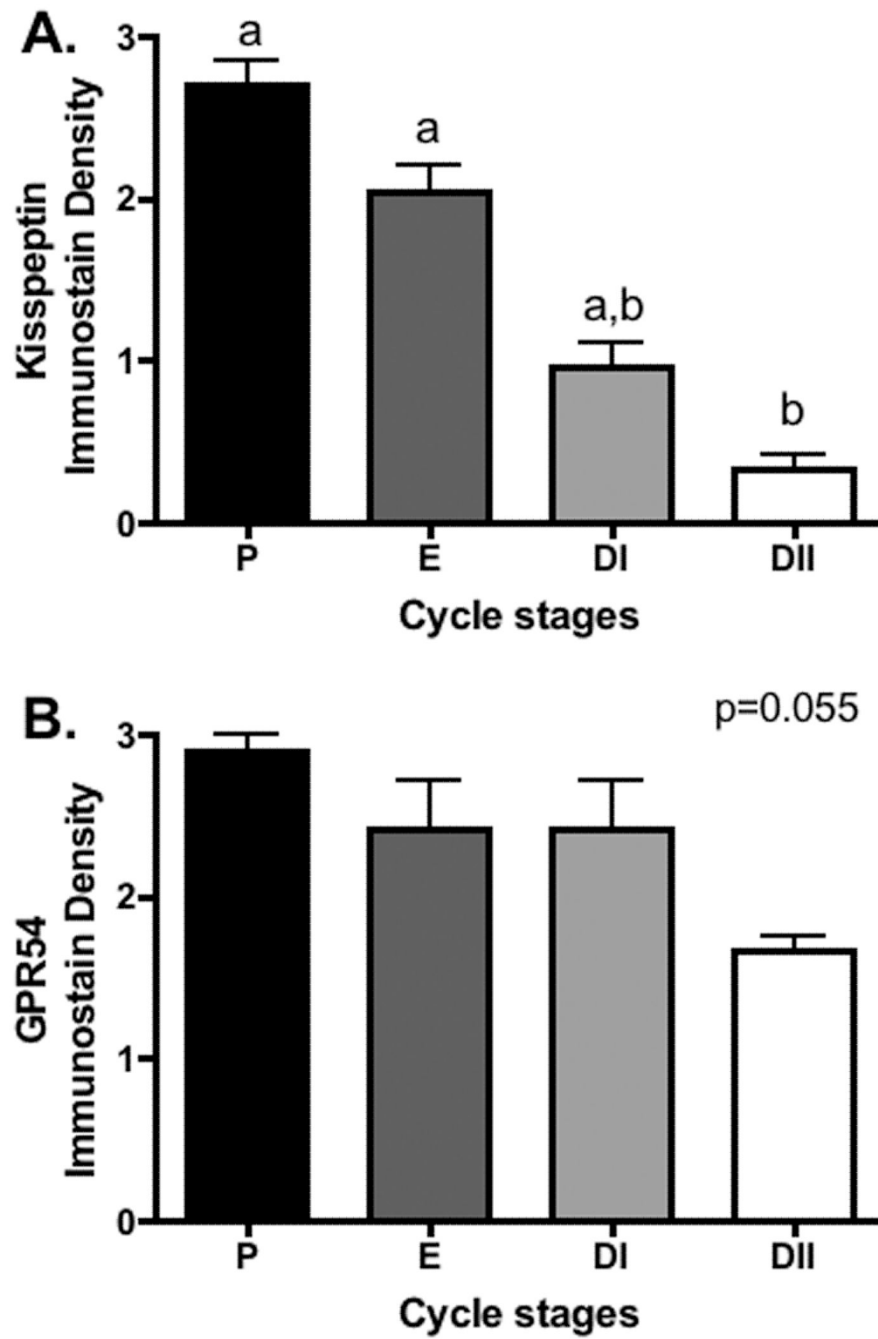 A.
Kisspeptin
Immunostain Density
3
2
1
0
a
a
a,b
b
P E DI DII
Cycle stages
B.
p=0.055
GPR54
Immunostain Density
3
2
1
0
P E DI DII
Cycle stages